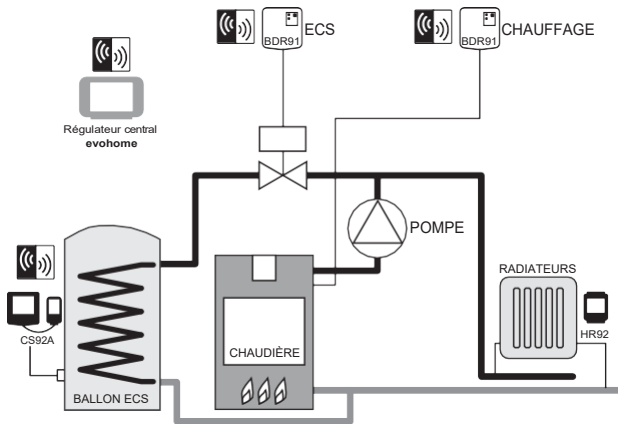 BDR91
ECS
BDR91
CHAUFFAGE
Régulateur central
evohome
POMPE
RADIATEURS
HR92
CS92A
CHAUDIÈRE
BALLON ECS